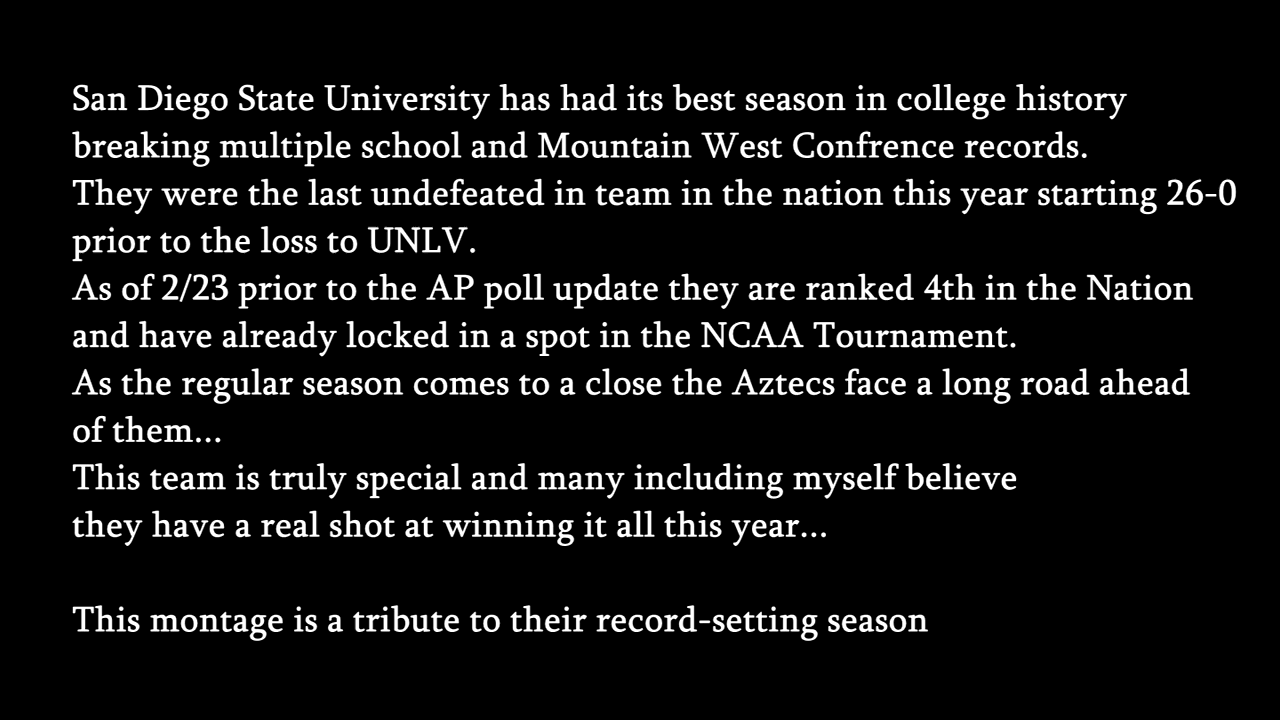 San Diego State University has had its best season in college history
breaking multiple school and Mountain West Confrence records.
They were the last undefeated in team in the nation this year starting 26-0
prior to the loss to UNLV.
As of 2/23 prior to the AP poll update they are ranked 4th in the Nation
and have already locked in a spot in the NCAA Tournament.
As the regular season comes to a close the Aztecs face a long road ahead
of them...
This team is truly special and many including myself believe
they have a real shot at winning it all this year...
This montage is a tribute to their record-setting season